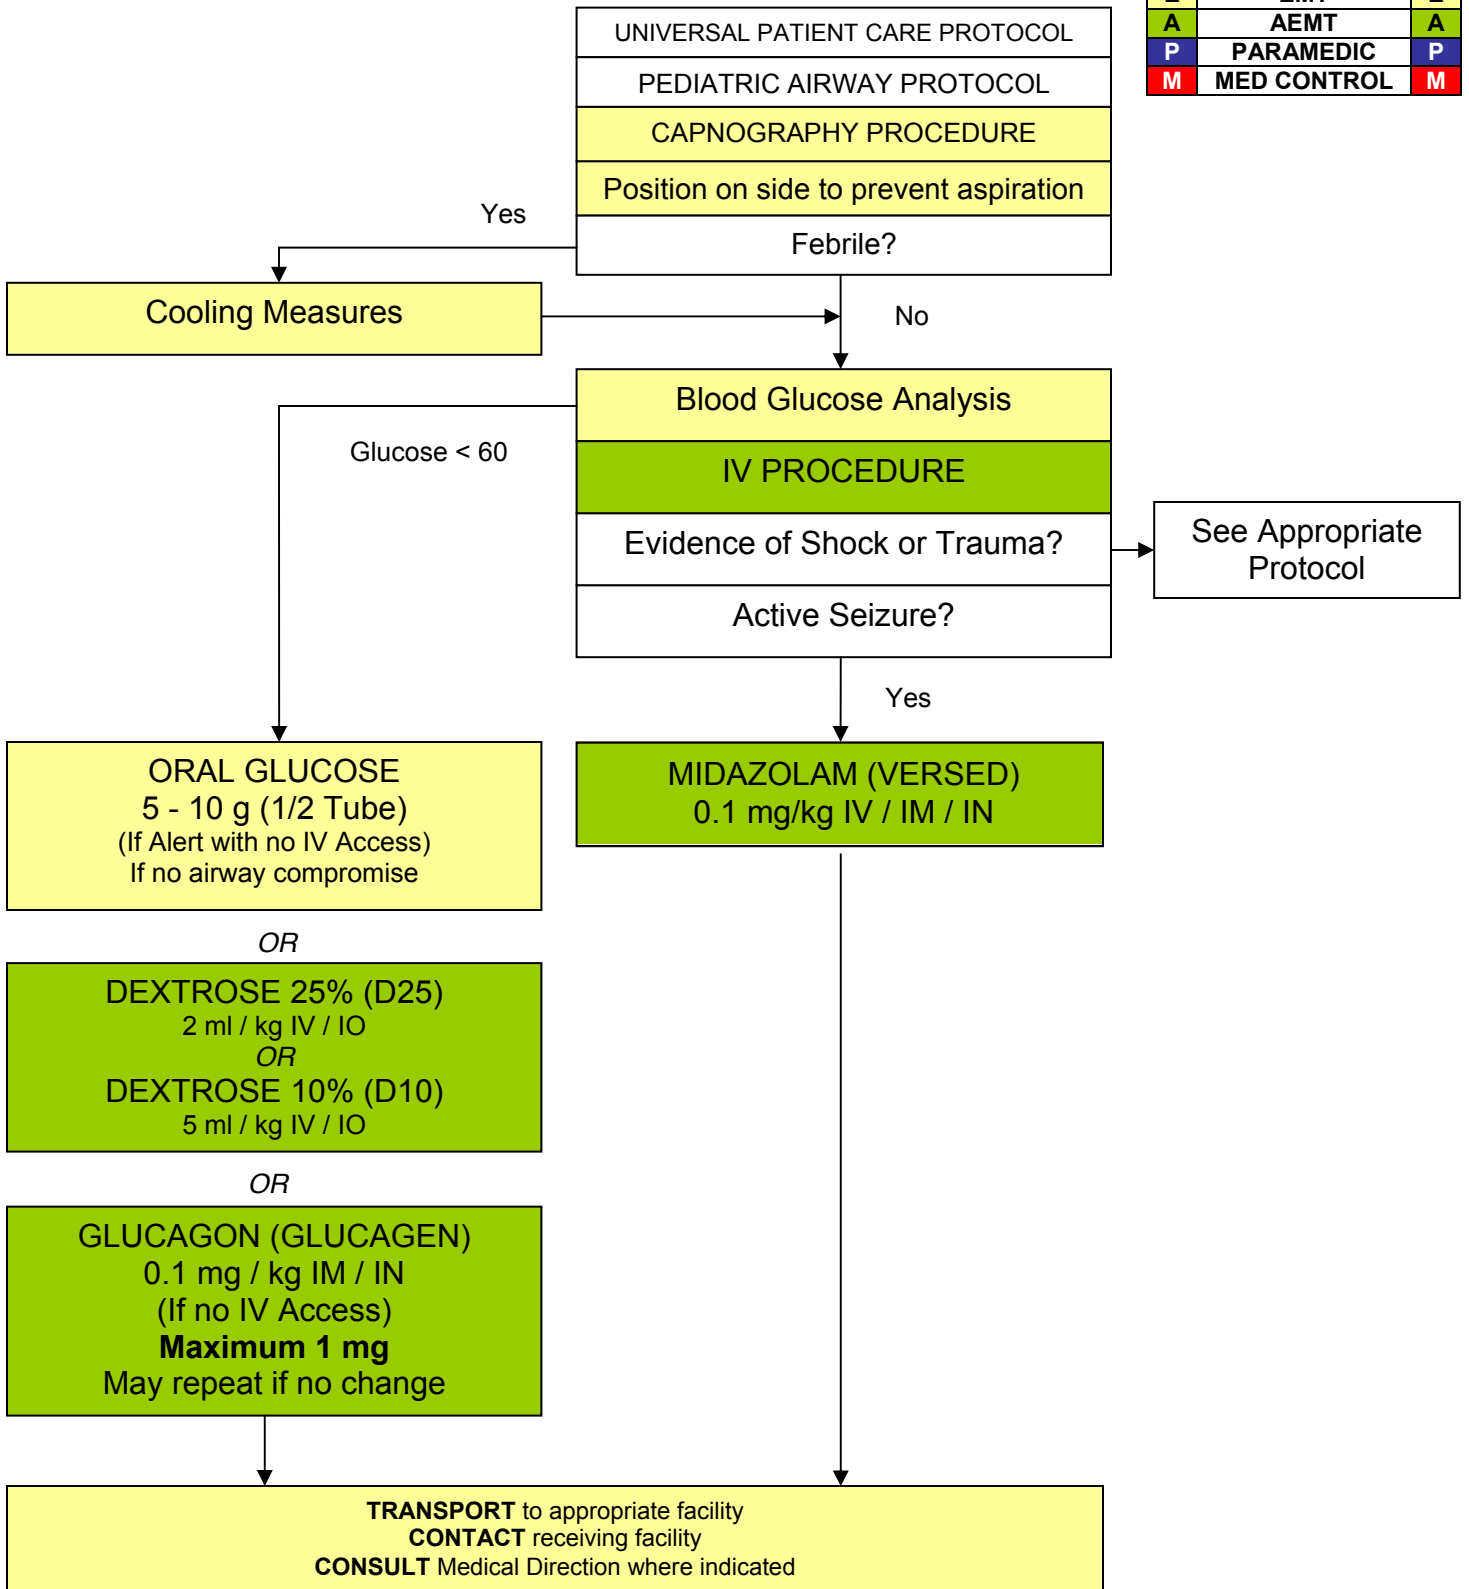 UNIVERSAL PATIENT CARE PROTOCOL
A AEMT A
P PARAMEDIC P
M MED CONTROL M
PEDIATRIC AIRWAY PROTOCOL
CAPNOGRAPHY PROCEDURE
Position on side to prevent aspiration
Yes
Febrile?
Cooling Measures
No
Blood Glucose Analysis
Glucose < 60
IV PROCEDURE
Evidence of Shock or Trauma?
See Appropriate
Protocol
Active Seizure?
Yes
ORAL GLUCOSE
5 - 10 g (1/2 Tube)
(If Alert with no IV Access)
If no airway compromise
MIDAZOLAM (VERSED)
0.1 mg/kg IV / IM / IN
OR
DEXTROSE 25% (D25)
2 ml / kg IV / IO
OR
DEXTROSE 10% (D10)
5 ml / kg IV / IO
OR
GLUCAGON (GLUCAGEN)
0.1 mg / kg IM / IN
(If no IV Access)
Maximum 1 mg
May repeat if no change
TRANSPORT to appropriate facility
CONTACT receiving facility
CONSULT Medical Direction where indicated